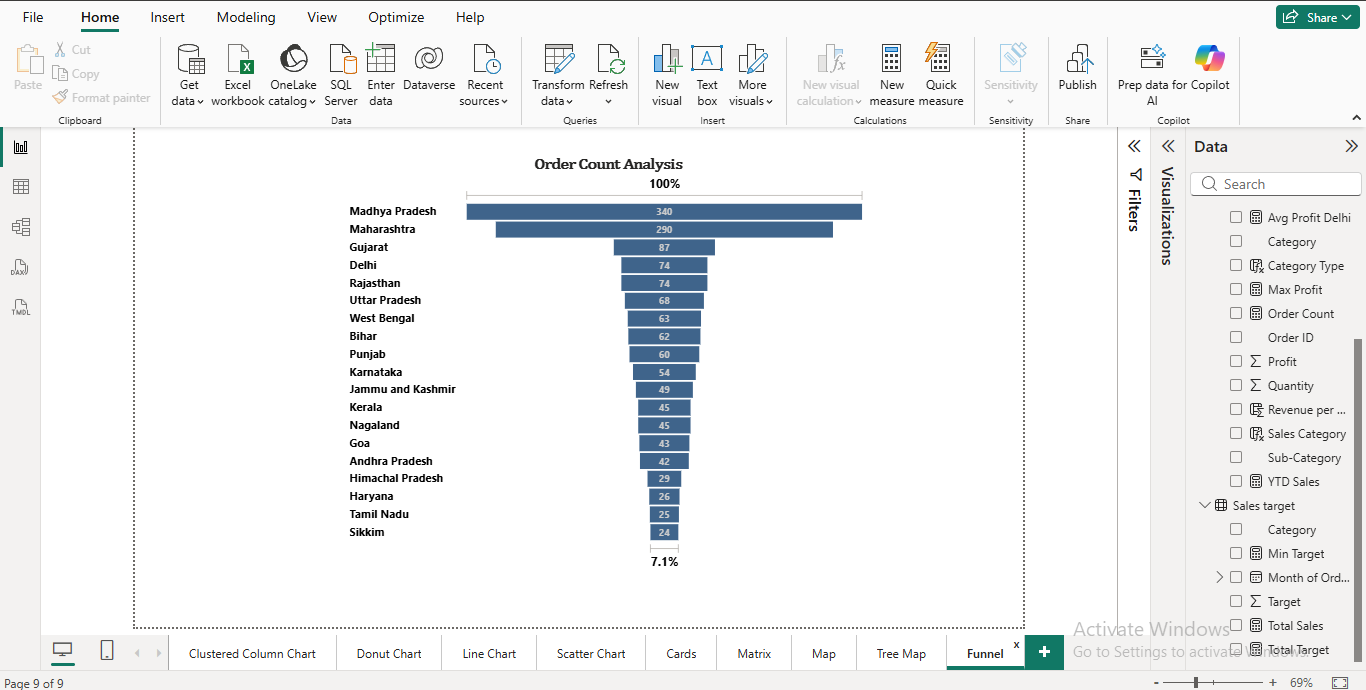 File Home Insert Modeling View Optimize Help Share
Cut
Copy
Format painter
Paste
Get data
Excel workbook
OneLake catalog
SQL Server
Enter data
Dataverse
Recent sources
Transform data
Refresh
New visual
Text box
More visuals
New visual calculation
New measure
Quick measure
Sensitivity
Publish
Prep data for AI
Copilot
Clipboard Data Queries Insert Calculations Sensitivity Share Copilot
Order Count Analysis
100%
Madhya Pradesh 340
Maharashtra 290
Gujarat 87
Delhi 74
Rajasthan 74
Uttar Pradesh 68
West Bengal 63
Bihar 62
Punjab 60
Karnataka 54
Jammu and Kashmir 49
Kerala 45
Nagaland 45
Goa 43
Andhra Pradesh 42
Himachal Pradesh 29
Haryana 26
Tamil Nadu 25
Sikkim 24
7.1%
DAX
TMDL
Filters
Visualizations
Data
Search
Avg Profit Delhi
Category
Category Type
Max Profit
Order Count
Order ID
Profit
Quantity
Revenue per ...
Sales Category
Sub-Category
YTD Sales
Sales target
Category
Min Target
Month of Ord...
Target
Total Sales
Total Target
Activate Windows
Go to Settings to activate Windows.
Clustered Column Chart Donut Chart Line Chart Scatter Chart Cards Matrix Map Tree Map Funnel x +
Page 9 of 9
- + 69%